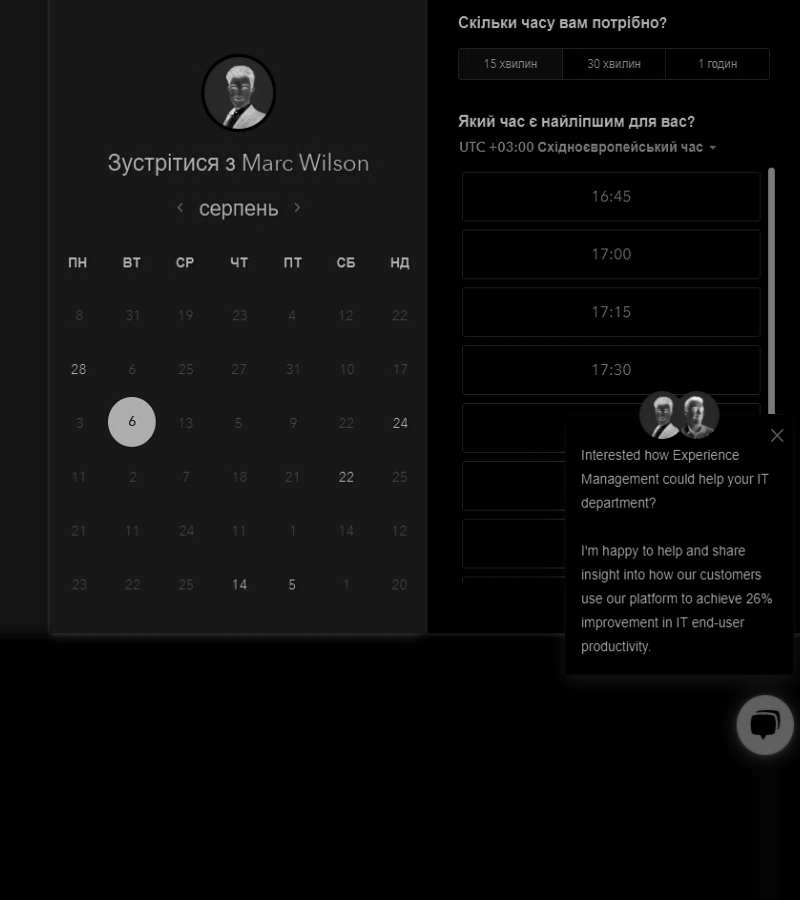 Зустрітися з Marc Wilson
серпень
ПН ВТ СР ЧТ ПТ СБ НД
8 31 19 23 4 12 22
28 6 25 27 31 10 17
3 6 13 5 9 22 24
11 2 7 18 21 22 25
21 11 24 11 1 14 12
23 22 25 14 5 1 20
Скільки часу вам потрібно?
15 хвилин 30 хвилин 1 годин
Який час є найліпшим для вас?
UTC +03:00 Східноєвропейський час
16:45
17:00
17:15
17:30
Interested how Experience
Management could help your IT
department?
I'm happy to help and share
insight into how our customers
use our platform to achieve 26%
improvement in IT end-user
productivity.